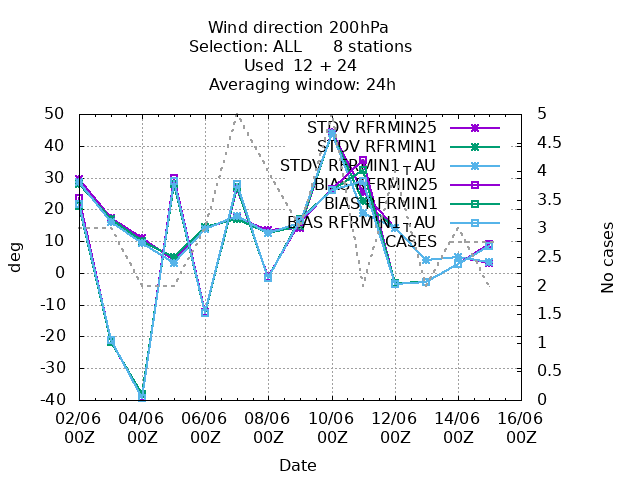 Wind direction 200hPa
Selection: ALL 8 stations
Used 12 + 24
Averaging window: 24h
50
40
30
20
10
0
-10
-20
-30
-40
deg
5
4.5
4
3.5
3
2.5
2
1.5
1
0.5
0
No cases
STDV RFRMIN25
STDV RFRMIN1
STDV RFRMIN1_AU
BIAS RFRMIN25
BIAS RFRMIN1
BIAS RFRMIN1_AU
CASES
02/06 04/06 06/06 08/06 10/06 12/06 14/06 16/06
00Z 00Z 00Z 00Z 00Z 00Z 00Z 00Z
Date